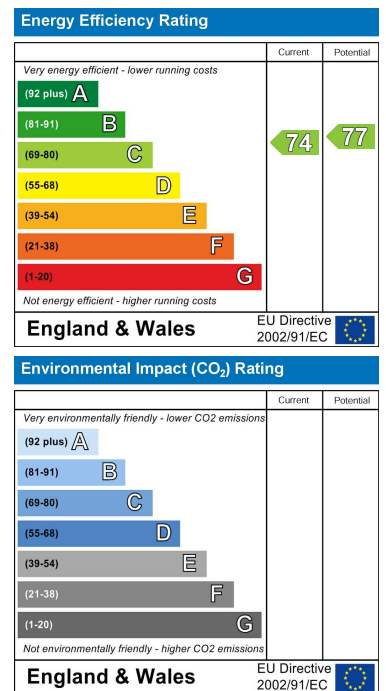 Energy Efficiency Rating
Current Potential
Very energy efficient - lower running costs
(92 plus) A
(81-91) B
(69-80) C
74 77
(55-68) D
(39-54) E
(21-38) F
(1-20) G
Not energy efficient - higher running costs
England & Wales
EU Directive
2002/91/EC
Environmental Impact (CO₂) Rating
Current Potential
Very environmentally friendly - lower CO2 emissions
(92 plus) A
(81-91) B
(69-80) C
(55-68) D
(39-54) E
(21-38) F
(1-20) G
Not environmentally friendly - higher CO2 emissions
England & Wales
EU Directive
2002/91/EC